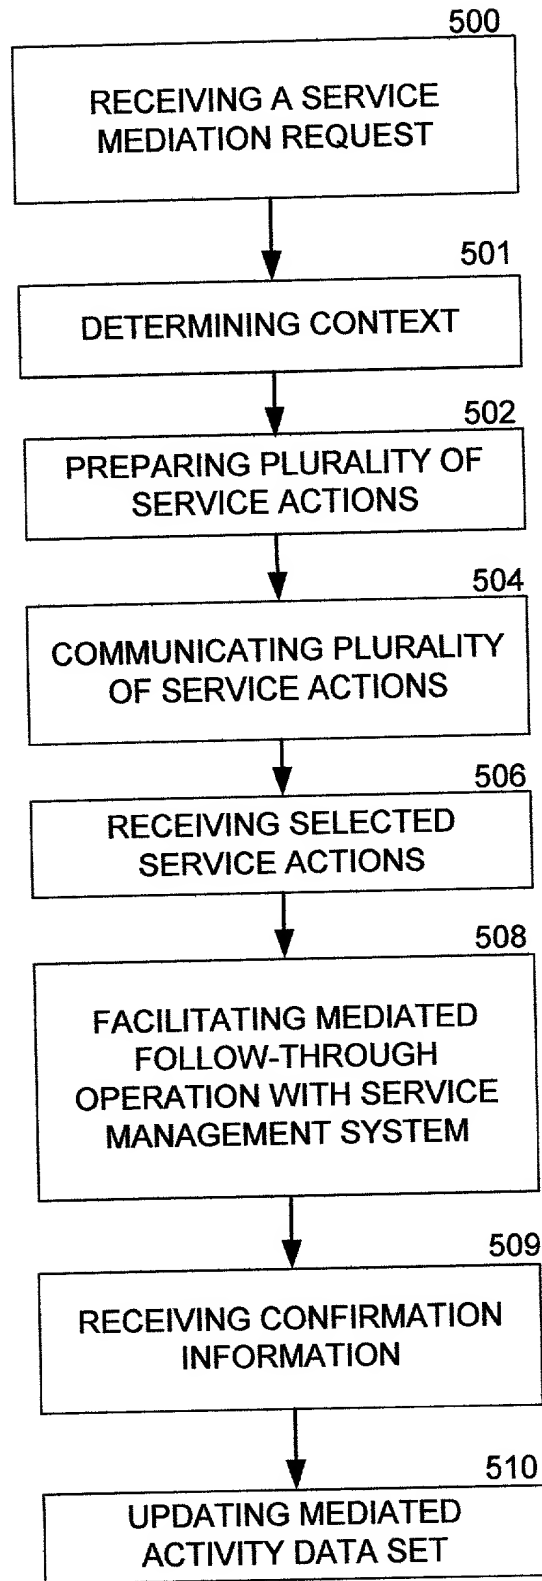 500
RECEIVING A SERVICE
MEDIATION REQUEST
501
DETERMINING CONTEXT
502
PREPARING PLURALITY OF
SERVICE ACTIONS
504
COMMUNICATING PLURALITY
OF SERVICE ACTIONS
506
RECEIVING SELECTED
SERVICE ACTIONS
508
FACILITATING MEDIATED
FOLLOW-THROUGH
OPERATION WITH SERVICE
MANAGEMENT SYSTEM
509
RECEIVING CONFIRMATION
INFORMATION
510
UPDATING MEDIATED
ACTIVITY DATA SET